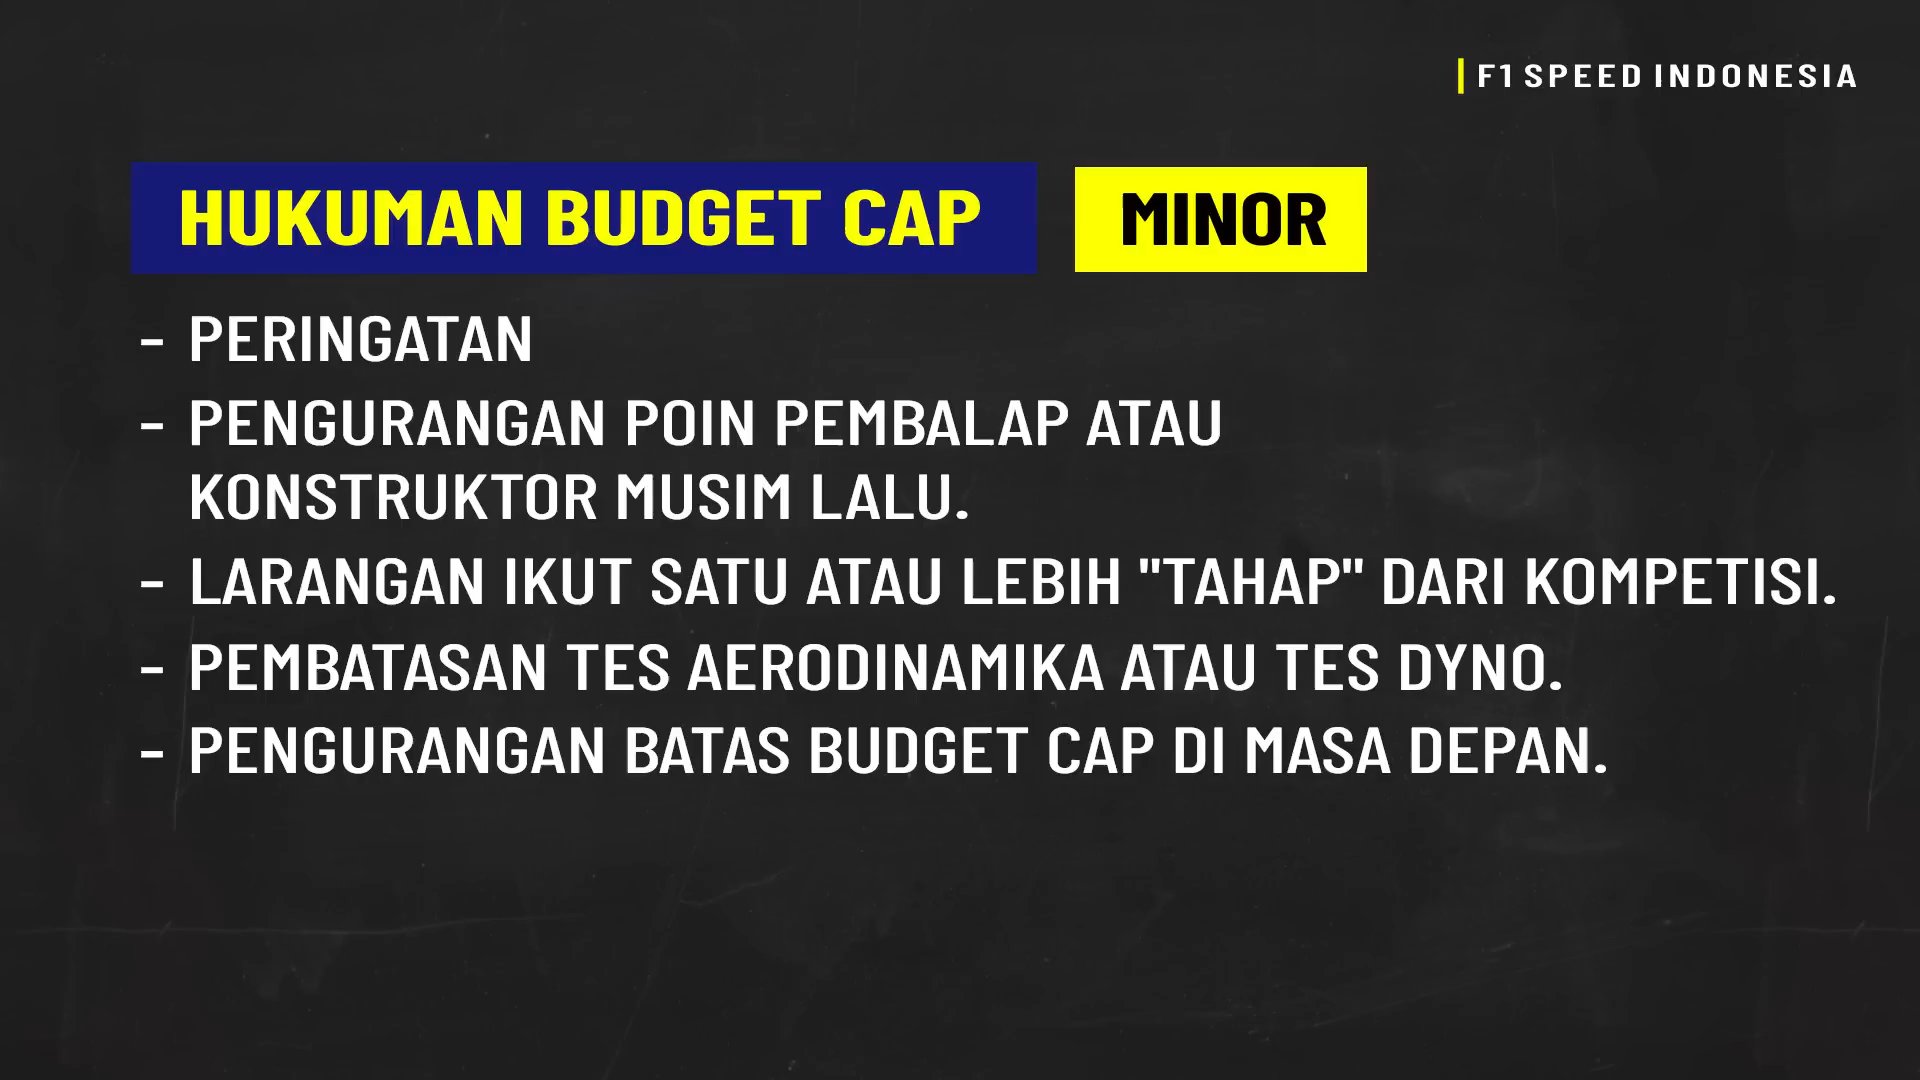 F1 SPEED INDONESIA
HUKUMAN BUDGET CAP MINOR
- PERINGATAN
- PENGURANGAN POIN PEMBALAP ATAU
KONSTRUKTOR MUSIM LALU.
- LARANGAN IKUT SATU ATAU LEBIH "TAHAP" DARI KOMPETISI.
- PEMBATASAN TES AERODINAMIKA ATAU TES DYNO.
- PENGURANGAN BATAS BUDGET CAP DI MASA DEPAN.